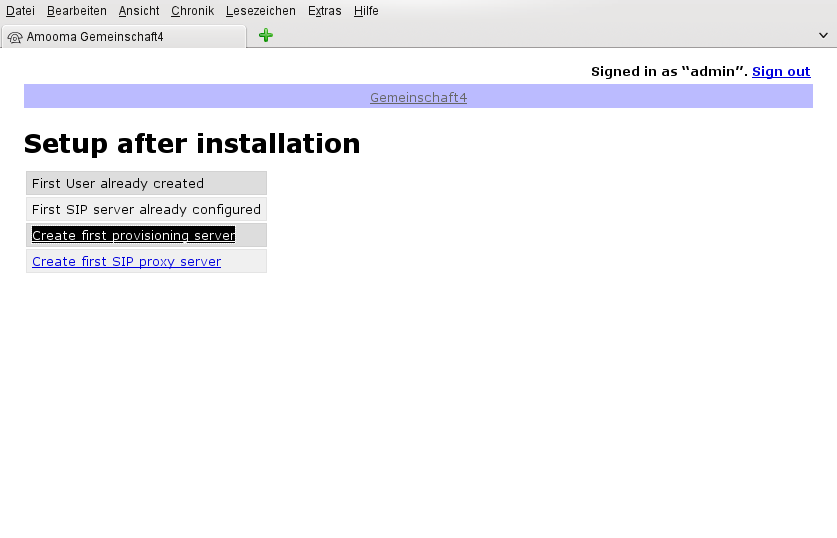 Datei Bearbeiten Ansicht Chronik Lesezeichen Extras Hilfe
Amooma Gemeinschaft4
Signed in as “admin”. Sign out
Gemeinschaft4
Setup after installation
First User already created
First SIP server already configured
Create first provisioning server
Create first SIP proxy server